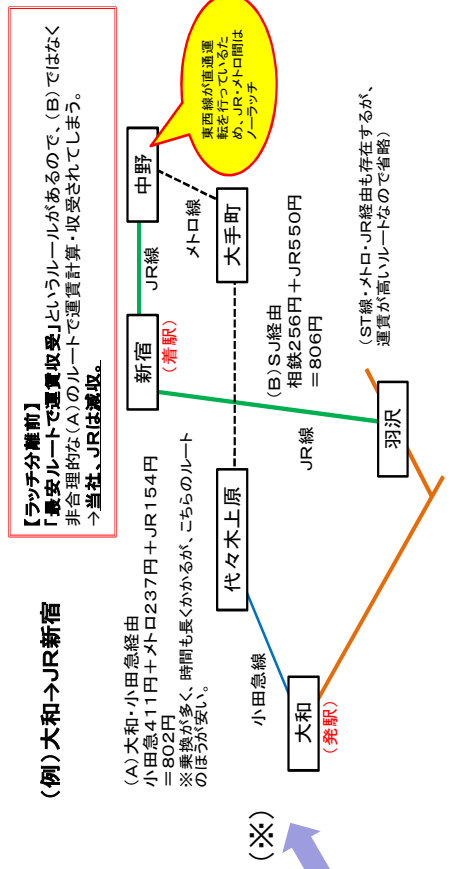 (例)大和→JR新宿
【ラッチ分離前】
「最安ルートで運賃収受」というルールがあるので、(B)ではなく
非合理的な(A)のルートで運賃計算・収受されてしまう。
→当社、JRは減収。
(A)大和・小田急経由
小田急411円+メトロ237円+JR154円
=802円
※乗換が多く、時間も長くかかるが、こちらのルート
のほうが安い。
新宿
(着駅)
JR線
中野
東西線が直通運
転を行っているた
め、JR・メトロ間は
ノーラッチ
メトロ線
大手町
代々木上原
小田急線
大和
(発駅)
(B)SJ経由
相鉄256円+JR550円
=806円
JR線
羽沢
(ST線・メトロ・JR経由も存在するが、
運賃が高いルートなので省略)
(※)